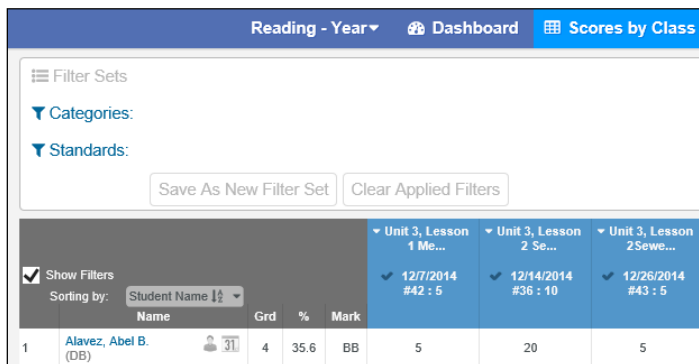 Reading - Year Dashboard Scores by Class
Filter Sets
Categories:
Standards:
Save As New Filter Set Clear Applied Filters
Unit 3, Lesson 1 Me... Unit 3, Lesson 2 Se... Unit 3, Lesson 2Sewe...
Show Filters 12/7/2014 12/14/2014 12/26/2014
#42 : 5 #36 : 10 #43 : 5
Sorting by: Student Name
Name Grd % Mark
1 Alavez, Abel B. 31 4 35.6 BB 5 20 5
(DB)